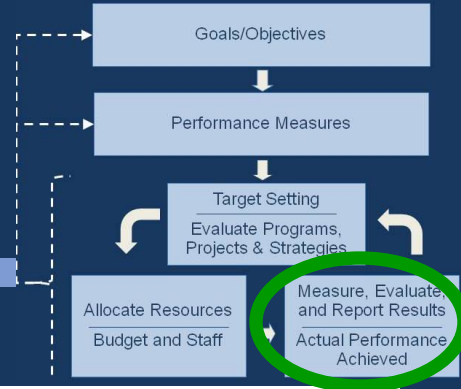 Goals/Objectives
Performance Measures
Target Setting
Evaluate Programs,
Projects & Strategies
Allocate Resources
Budget and Staff
Measure, Evaluate,
and Report Results
Actual Performance
Achieved